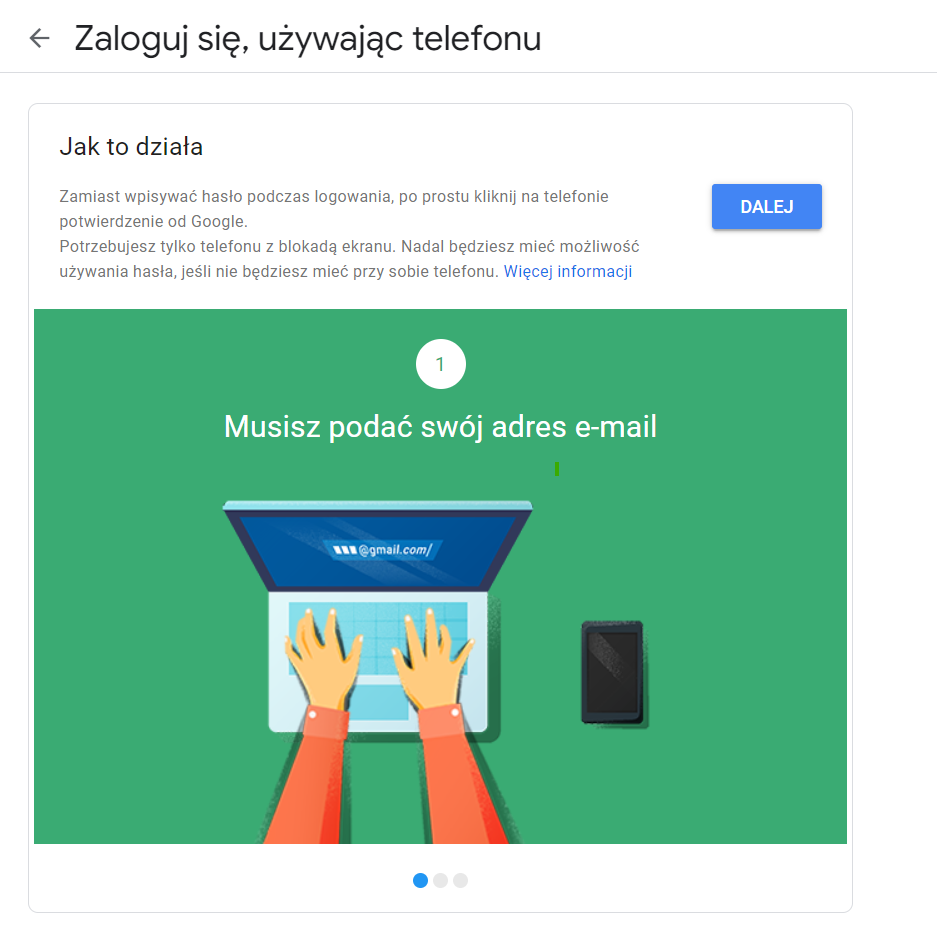 Zaloguj się, używając telefonu
Jak to działa
Zamiast wpisywać hasło podczas logowania, po prostu kliknij na telefonie
potwierdzenie od Google.
Potrzebujesz tylko telefonu z blokadą ekranu. Nadal będziesz mieć możliwość
używania hasła, jeśli nie będziesz mieć przy sobie telefonu. Więcej informacji
DALEJ
1
Musisz podać swój adres e-mail
@gmail.com/